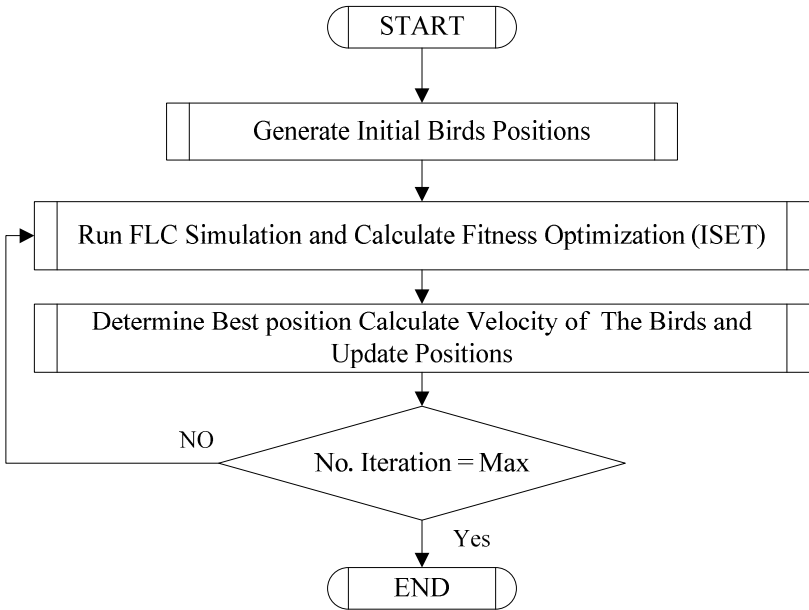 START
Generate Initial Birds Positions
Run FLC Simulation and Calculate Fitness Optimization (ISET)
Determine Best position Calculate Velocity of The Birds and
Update Positions
NO
No. Iteration = Max
Yes
END